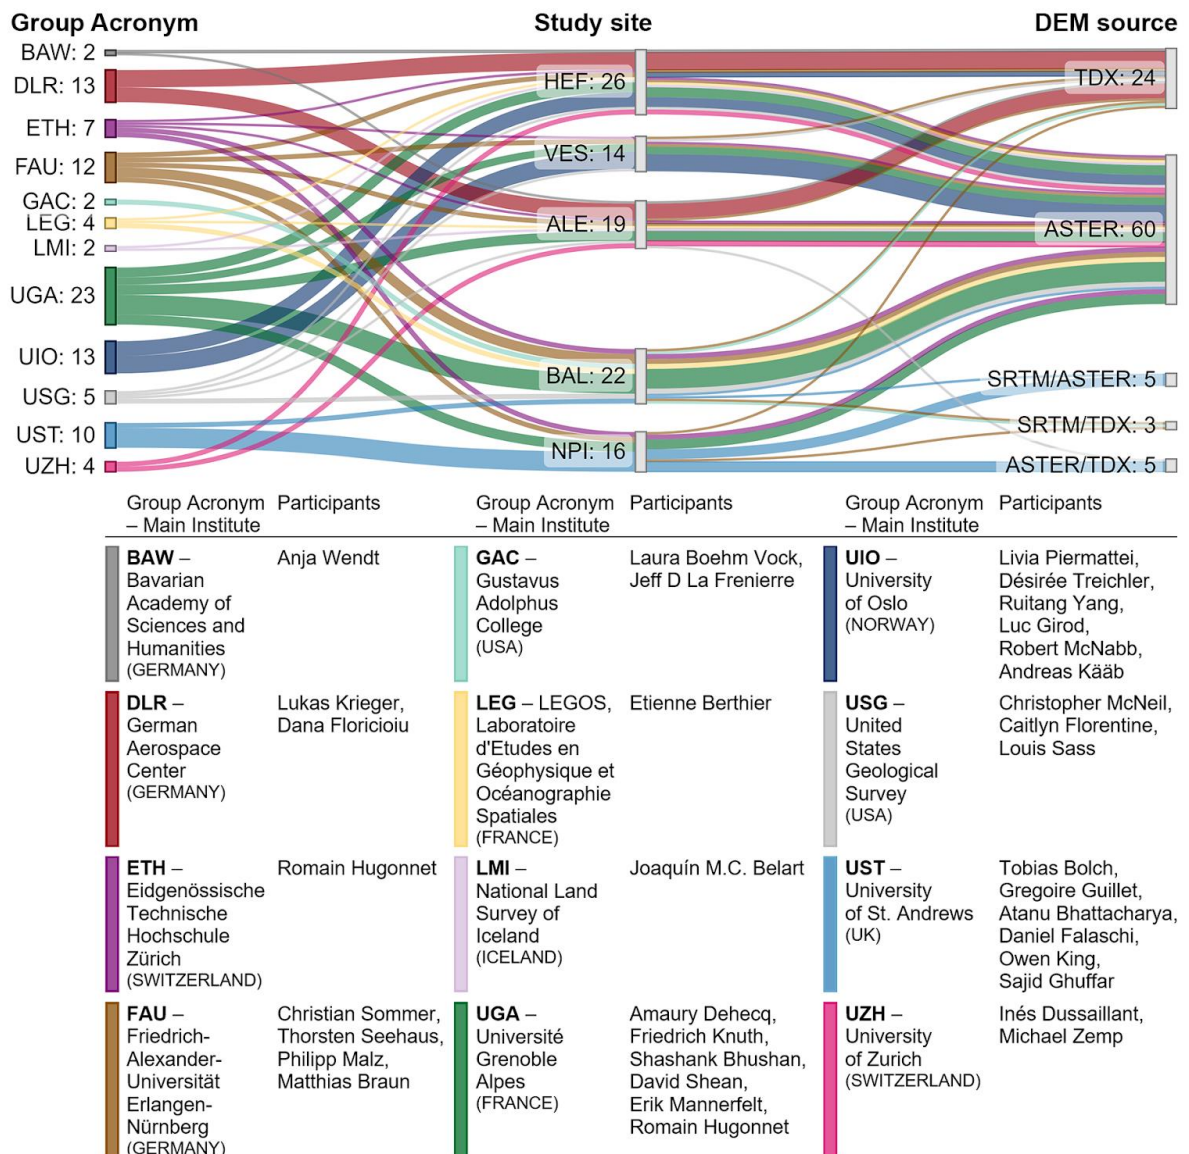 Group Acronym
Study site
DEM source
BAW: 2
DLR: 13
ETH: 7
FAU: 12
GAC: 2
LEG: 4
LMI: 2
UGA: 23
UIO: 13
USG: 5
UST: 10
UZH: 4
HEF: 26
VES: 14
ALE: 19
BAL: 22
NPI: 16
TDX: 24
ASTER: 60
SRTM/ASTER: 5
SRTM/TDX: 3
ASTER/TDX: 5
Group Acronym
– Main Institute
Participants
BAW –
Bavarian
Academy of
Sciences and
Humanities
(GERMANY)
Anja Wendt
DLR –
German
Aerospace
Center
(GERMANY)
Lukas Krieger,
Dana Floricioiu
ETH –
Eidgenössische
Technische
Hochschule
Zürich
(SWITZERLAND)
Romain Hugonnet
FAU –
Friedrich-
Alexander-
Universität
Erlangen-
Nürnberg
(GERMANY)
Christian Sommer,
Thorsten Seehaus,
Philipp Malz,
Matthias Braun
Group Acronym
– Main Institute
Participants
GAC –
Gustavus
Adolphus
College
(USA)
Laura Boehm Vock,
Jeff D La Frenierre
LEG – LEGOS,
Laboratoire
d'Etudes en
Géophysique et
Océanographie
Spatiales
(FRANCE)
Etienne Berthier
LMI –
National Land
Survey of
Iceland
(ICELAND)
Joaquín M.C. Belart
UGA –
Université
Grenoble
Alpes
(FRANCE)
Amaury Dehecq,
Friedrich Knuth,
Shashank Bhushan,
David Shean,
Erik Mannerfelt,
Romain Hugonnet
Group Acronym
– Main Institute
Participants
UIO –
University
of Oslo
(NORWAY)
Livia Piermattei,
Désirée Treichler,
Ruitang Yang,
Luc Girod,
Robert McNabb,
Andreas Kääb
USG –
United
States
Geological
Survey
(USA)
Christopher McNeil,
Caitlyn Florentine,
Louis Sass
UST –
University
of St. Andrews
(UK)
Tobias Bolch,
Gregoire Guillet,
Atanu Bhattacharya,
Daniel Falaschi,
Owen King,
Sajid Ghuffar
UZH –
University
of Zurich
(SWITZERLAND)
Inés Dussaillant,
Michael Zemp